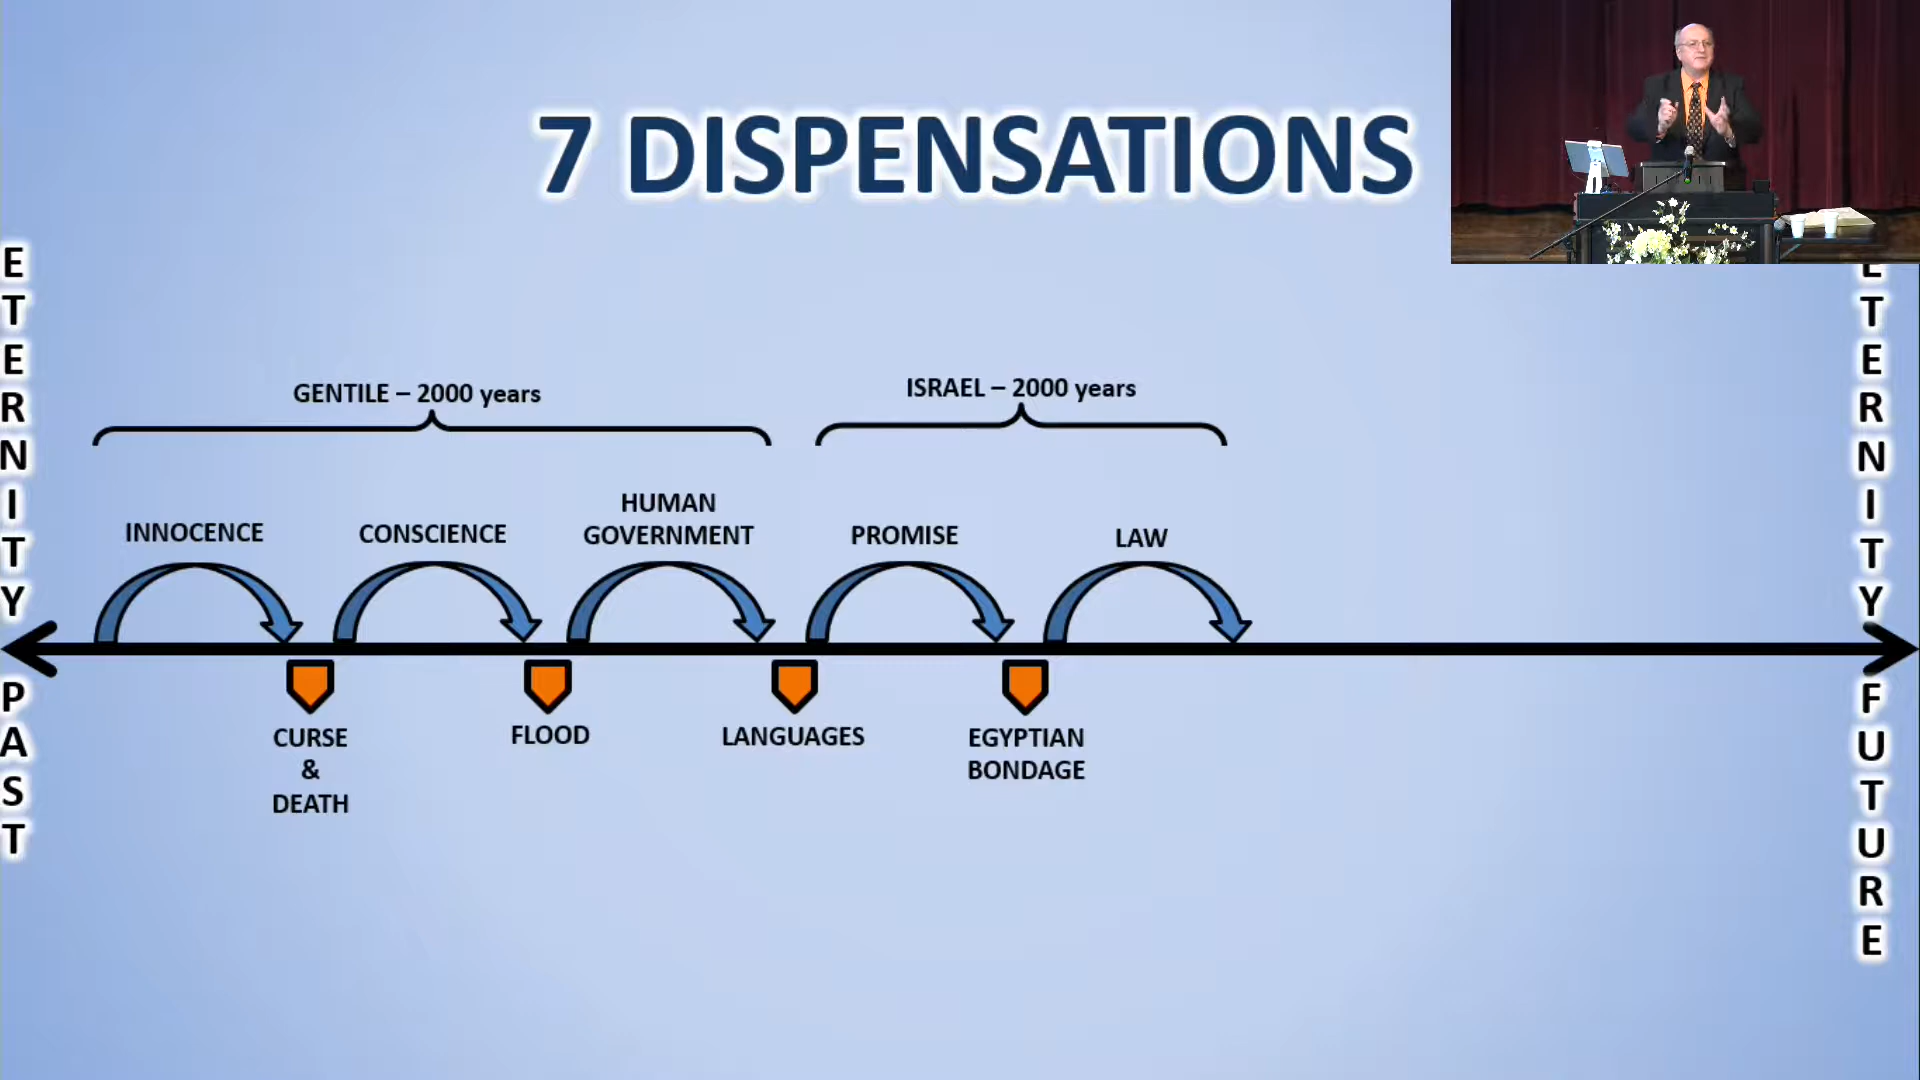 7 DISPENSATIONS
ETERNITY PAST
ETERNITY FUTURE
GENTILE – 2000 years
ISRAEL – 2000 years
INNOCENCE
CONSCIENCE
HUMAN
GOVERNMENT
PROMISE
LAW
CURSE
&
DEATH
FLOOD
LANGUAGES
EGYPTIAN
BONDAGE